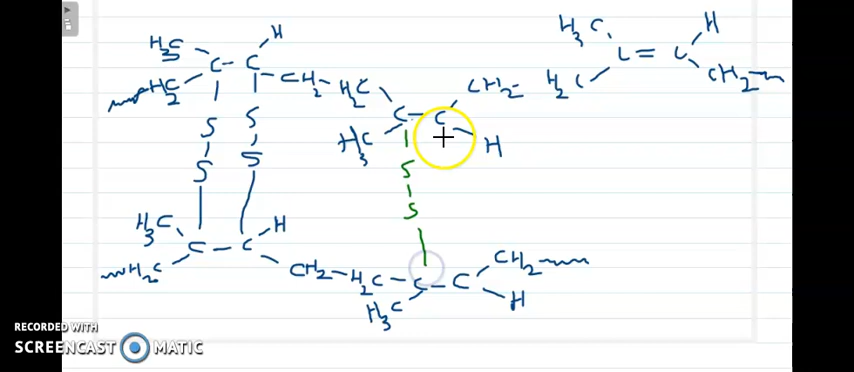 H₃C H
H₃C C – C H₃C C = C H
H₂C CH₂ – H₂C CH₂ – H₂C CH₂
C – C
S S H₃C H
S S S
S
H₃C C – C H
H₂C CH₂ – H₂C – C – C CH₂
H₃C H
RECORDED WITH
SCREENCAST MATIC